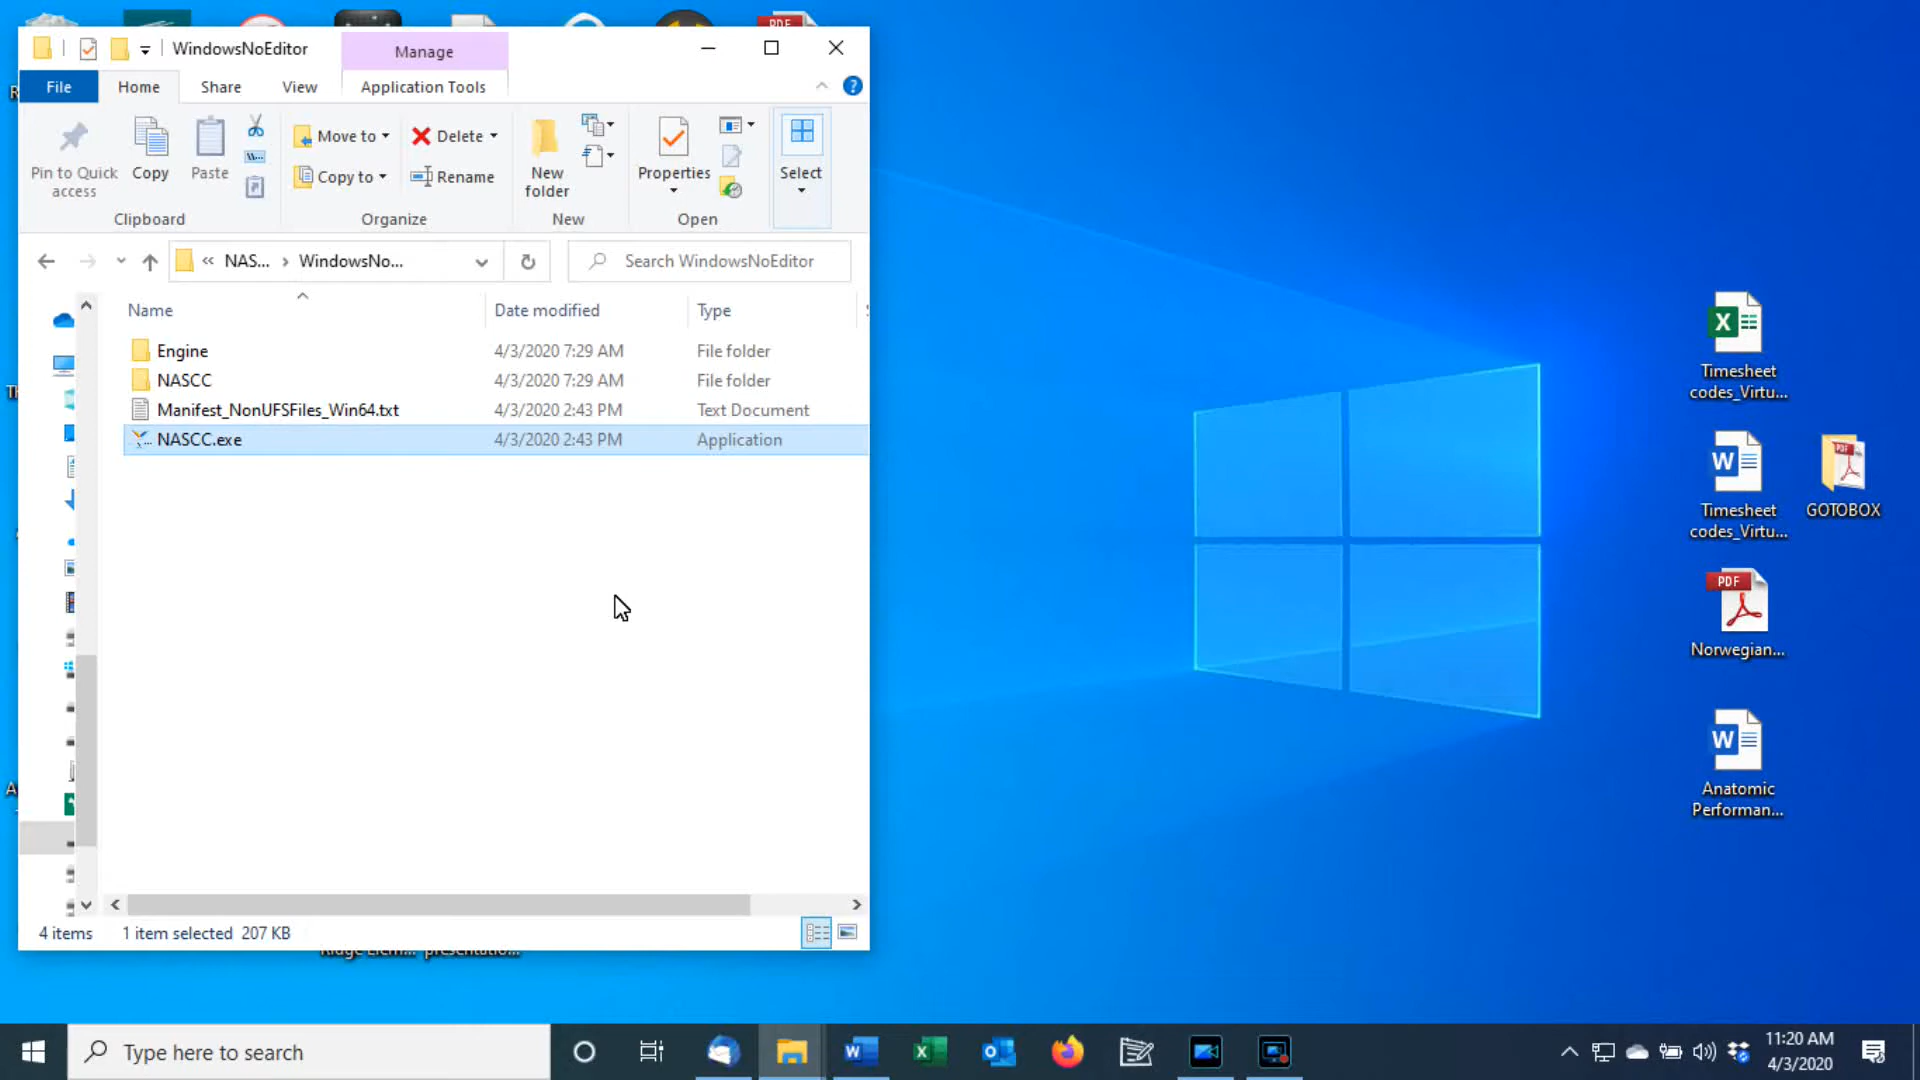 WindowsNoEditor
Manage
File
Home
Share
View
Application Tools
Pin to Quick
access
Copy
Paste
Move to
Copy to
Delete
Rename
New
folder
Properties
Select
Clipboard
Organize
New
Open
« NAS... › WindowsNo...
Search WindowsNoEditor
Name
Date modified
Type
Engine
4/3/2020 7:29 AM
File folder
NASCC
4/3/2020 7:29 AM
File folder
Manifest_NonUFSFiles_Win64.txt
4/3/2020 2:43 PM
Text Document
NASCC.exe
4/3/2020 2:43 PM
Application
4 items
1 item selected 207 KB
PDF
Timesheet
codes_Virtu...
Timesheet
codes_Virtu...
GOTOBOX
PDF
Norwegian...
Anatomic
Performan...
Type here to search
11:20 AM
4/3/2020